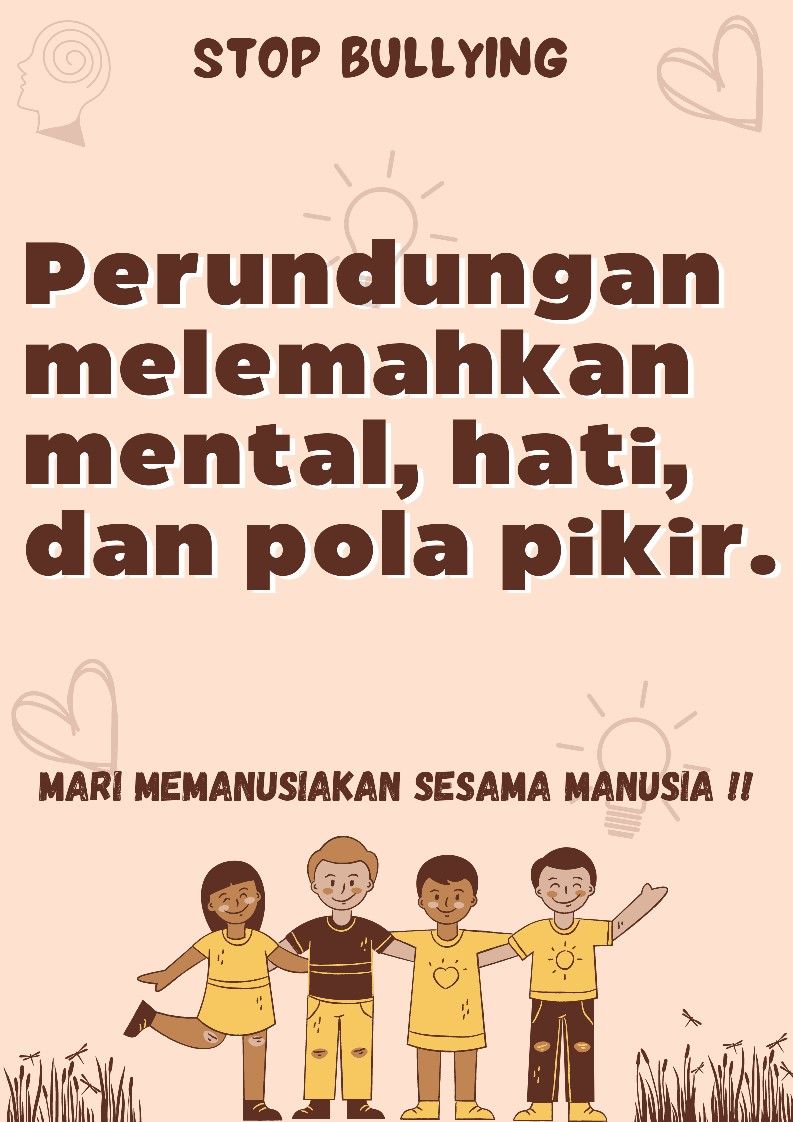 STOP BULLYING
Perundungan
melemahkan
mental, hati,
dan pola pikir.
MARI MEMANUSIAKAN SESAMA MANUSIA !!